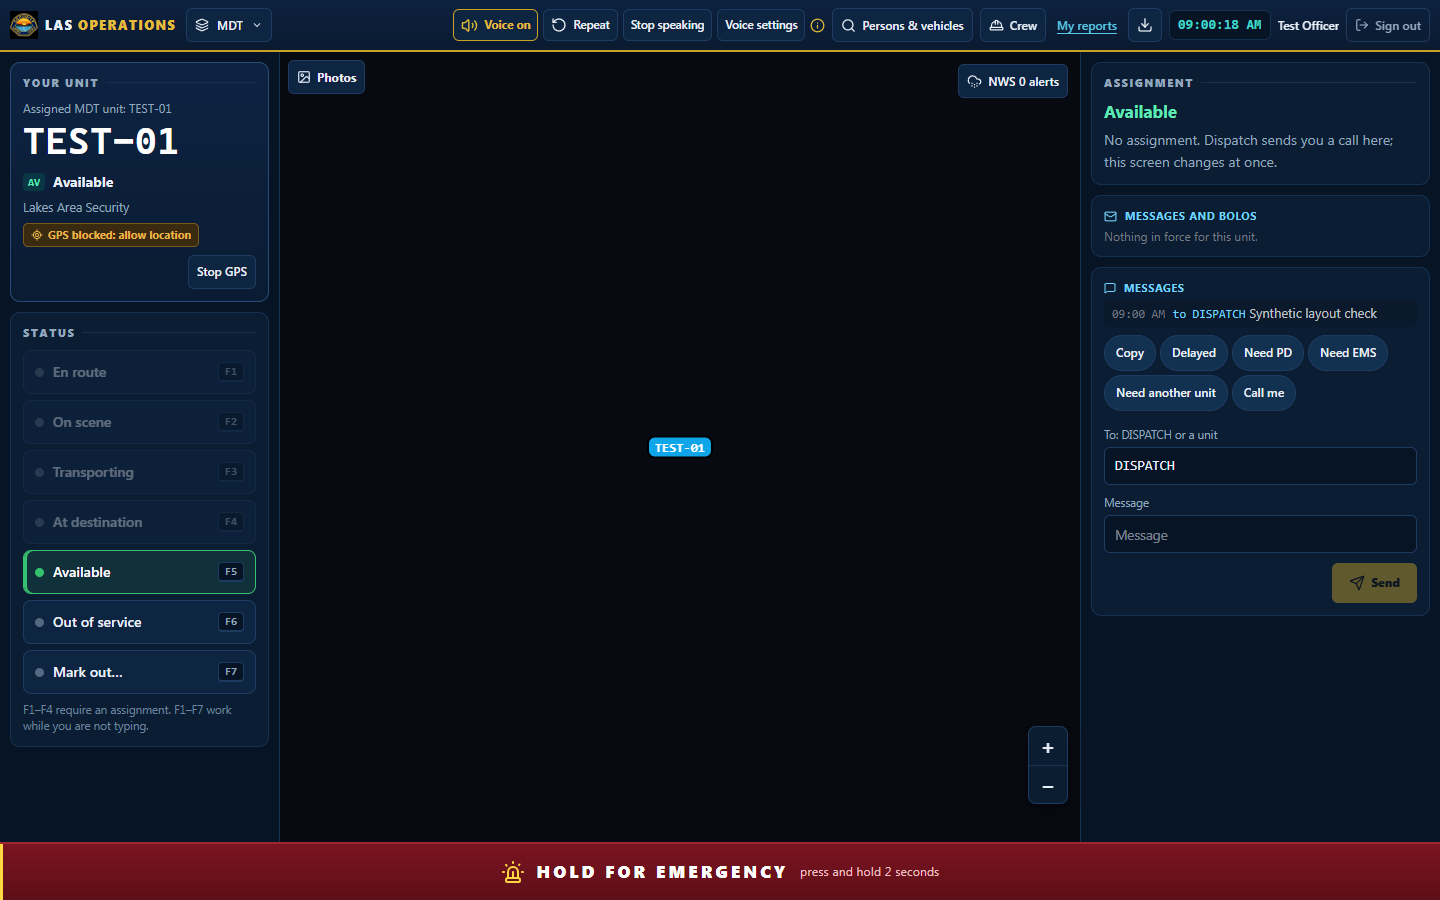 LAS OPERATIONS
MDT
Voice on
Repeat
Stop speaking
Voice settings
Persons & vehicles
Crew
My reports
09:00:18 AM
Test Officer
Sign out
YOUR UNIT
Assigned MDT unit: TEST-01
TEST-01
AV Available
Lakes Area Security
GPS blocked: allow location
Stop GPS
STATUS
En route F1
On scene F2
Transporting F3
At destination F4
Available F5
Out of service F6
Mark out... F7
F1–F4 require an assignment. F1–F7 work
while you are not typing.
Photos
NWS 0 alerts
TEST-01
+
−
ASSIGNMENT
Available
No assignment. Dispatch sends you a call here;
this screen changes at once.
MESSAGES AND BOLOS
Nothing in force for this unit.
MESSAGES
09:00 AM to DISPATCH Synthetic layout check
Copy
Delayed
Need PD
Need EMS
Need another unit
Call me
To: DISPATCH or a unit
DISPATCH
Message
Message
Send
HOLD FOR EMERGENCY press and hold 2 seconds